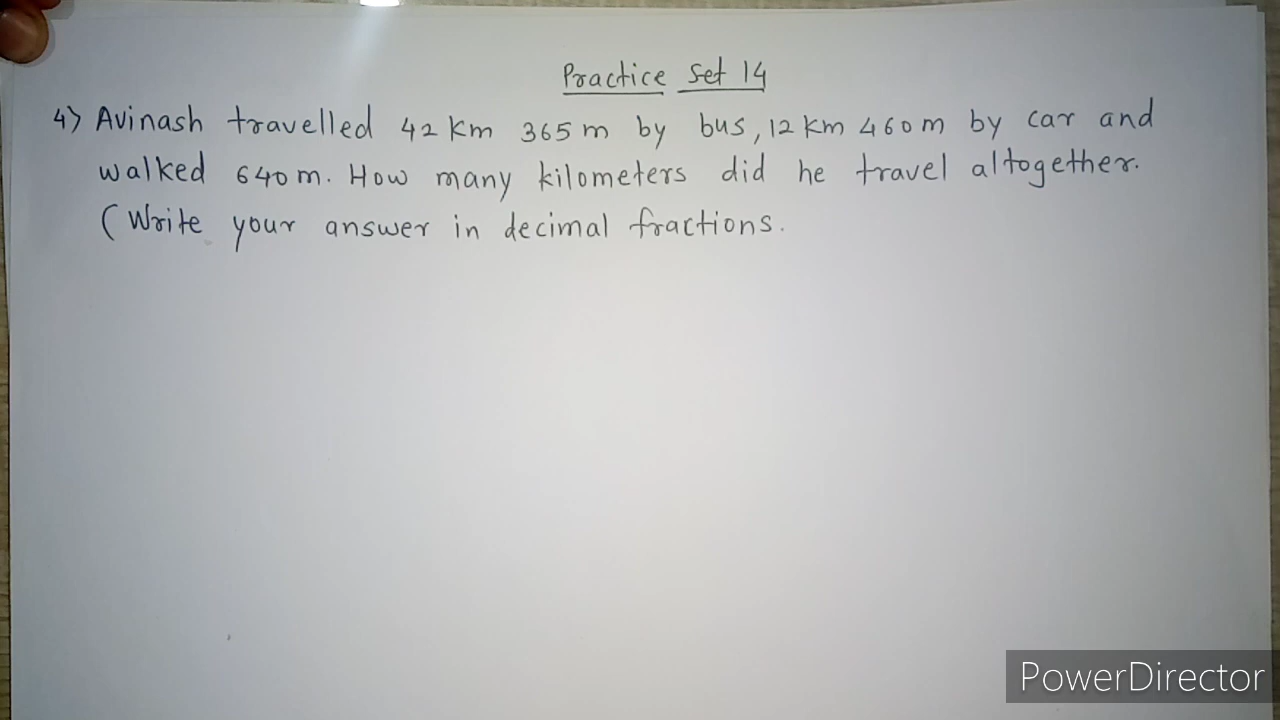 Practice Set 14
4) Avinash travelled 42 Km 365 m by bus, 12 Km 460 m by car and
walked 640 m. How many kilometers did he travel altogether.
(Write your answer in decimal fractions.
PowerDirector